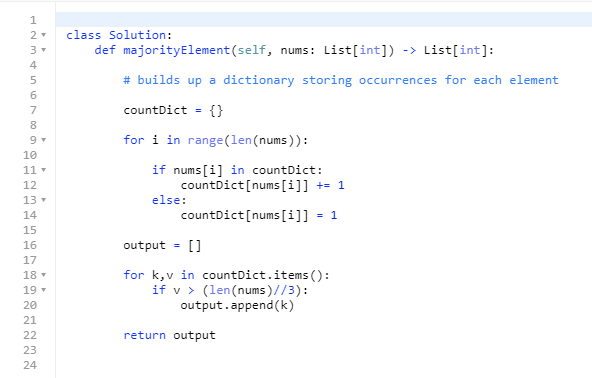 1
2 class Solution:
3     def majorityElement(self, nums: List[int]) -> List[int]:
4
5         # builds up a dictionary storing occurrences for each element
6
7         countDict = {}
8
9         for i in range(len(nums)):
10
11             if nums[i] in countDict:
12                 countDict[nums[i]] += 1
13             else:
14                 countDict[nums[i]] = 1
15
16         output = []
17
18         for k,v in countDict.items():
19             if v > (len(nums)//3):
20                 output.append(k)
21
22         return output
23
24